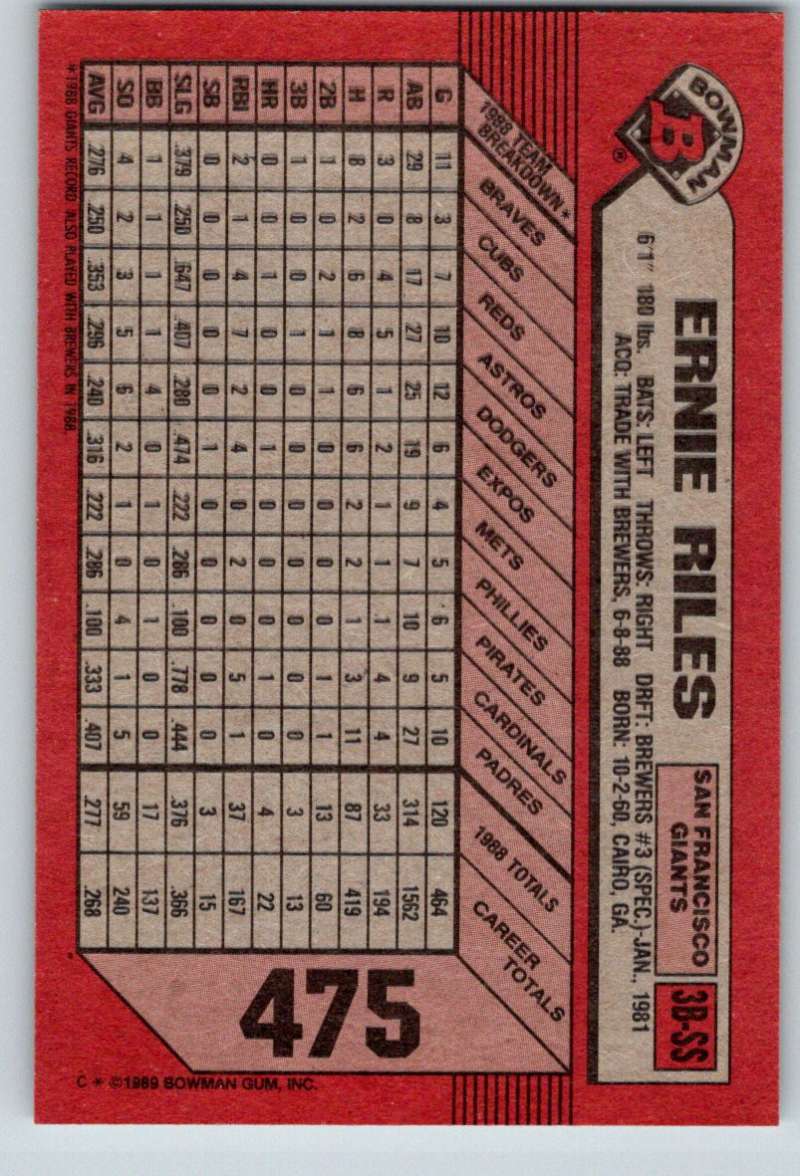 BOWMAN
B ®
ERNIE RILES
SAN FRANCISCO
GIANTS
3B-SS
6'1" 180 lbs. BATS: LEFT THROWS: RIGHT DRFT: BREWERS #3 (SPEC.)-JAN., 1981
ACQ: TRADE WITH BREWERS, 6-8-88 BORN: 10-2-60, CAIRO, GA.
1988 TEAM BREAKDOWN* G AB R H 2B 3B HR RBI SB SLG BB SO AVG
BRAVES 11 29 3 8 1 1 0 2 0 .379 1 4 .276
CUBS 3 8 0 2 0 0 0 1 0 .250 1 2 .250
REDS 7 17 4 6 2 0 1 4 0 .647 1 3 .353
ASTROS 10 27 5 8 1 1 0 7 0 .407 1 5 .296
DODGERS 12 25 1 6 1 0 0 2 0 .280 4 6 .240
EXPOS 6 19 2 6 0 0 1 4 1 .474 0 2 .316
METS 4 9 1 2 0 0 0 0 0 .222 1 1 .222
PHILLIES 5 7 1 2 0 0 0 2 0 .286 0 0 .286
PIRATES 6 10 1 1 0 0 0 0 0 .100 1 4 .100
CARDINALS 5 9 4 3 1 0 1 5 0 .778 0 1 .333
PADRES 10 27 4 11 1 0 0 1 0 .444 0 5 .407
1988 TOTALS 120 314 33 87 13 3 4 37 3 .376 17 59 .277
CAREER TOTALS 464 1562 194 419 60 13 22 167 15 .366 137 240 .268
475
*1988 GIANTS RECORD. ALSO PLAYED WITH BREWERS IN 1988.
C * ©1989 BOWMAN GUM, INC.